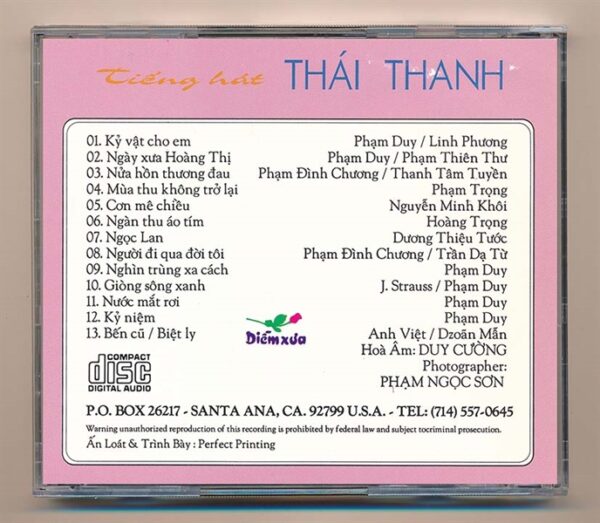 Tiếng hát THÁI THANH
01. Kỷ vật cho em Phạm Duy / Linh Phương
02. Ngày xưa Hoàng Thị Phạm Duy / Phạm Thiên Thư
03. Nửa hồn thương đau Phạm Đình Chương / Thanh Tâm Tuyền
04. Mùa thu không trở lại Phạm Trọng
05. Cơn mê chiều Nguyễn Minh Khôi
06. Ngàn thu áo tím Hoàng Trọng
07. Ngọc Lan Dương Thiệu Tước
08. Người đi qua đời tôi Phạm Đình Chương / Trần Dạ Từ
09. Nghìn trùng xa cách Phạm Duy
10. Giòng sông xanh J. Strauss / Phạm Duy
11. Nước mắt rơi Phạm Duy
12. Kỷ niệm Phạm Duy
13. Bến cũ / Biệt ly Anh Việt / Dzoãn Mẫn
Diễm xưa
Hoà Âm: DUY CƯỜNG
Photographer:
PHẠM NGỌC SƠN
COMPACT
disc
DIGITAL AUDIO
P.O. BOX 26217 - SANTA ANA, CA. 92799 U.S.A. - TEL: (714) 557-0645
Warning unauthorized reproduction of this recording is prohibited by federal law and subject tocriminal prosecution.
Ấn Loát & Trình Bày : Perfect Printing